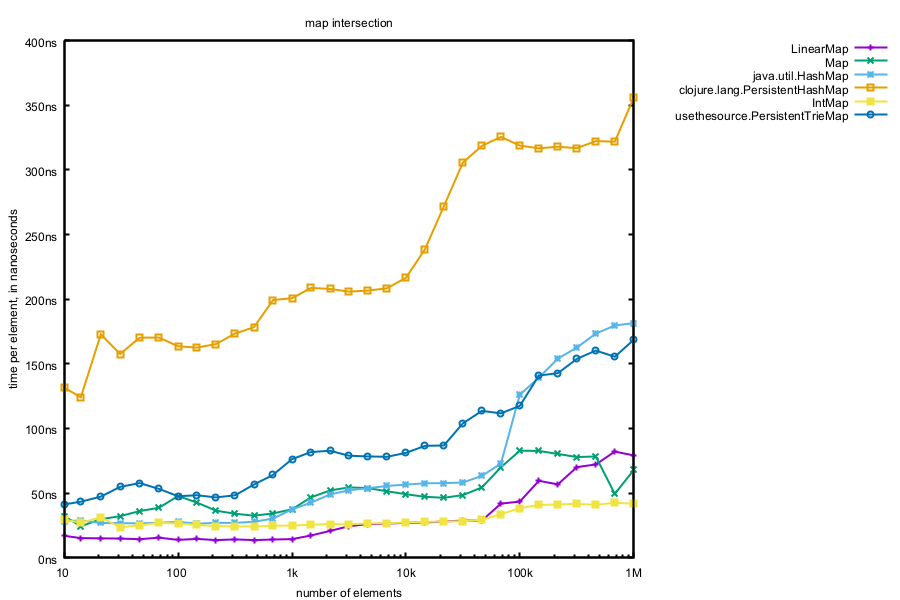 map intersection
400ns
350ns
300ns
250ns
200ns
150ns
100ns
50ns
0ns
time per element, in nanoseconds
10
100
1k
10k
100k
1M
number of elements
LinearMap
Map
java.util.HashMap
clojure.lang.PersistentHashMap
IntMap
usethesource.PersistentTrieMap